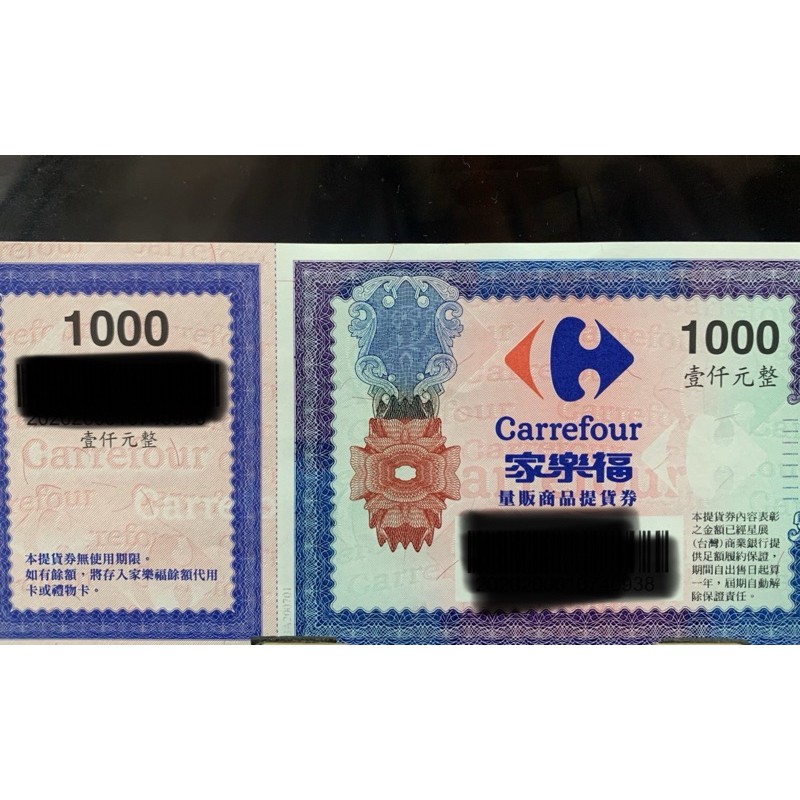 1000
壹仟元整
本提貨券無使用期限。
如有餘額，將存入家樂福餘額代用
卡或禮物卡。
A200701
Carrefour
家樂福
量販商品提貨券
938
1000
壹仟元整
本提貨券內容表彰
之金額已經星展
(台灣)商業銀行提
供足額履約保證，
期間自出售日起算
一年，屆期自動解
除保證責任。